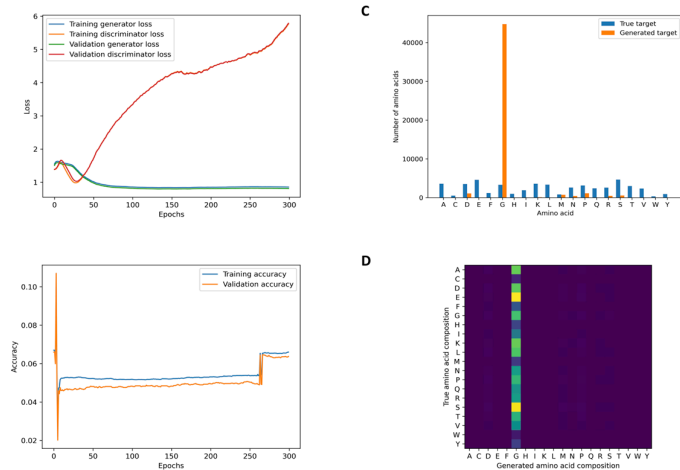 6
5
4
3
2
1
Loss
Training generator loss
Training discriminator loss
Validation generator loss
Validation discriminator loss
0 50 100 150 200 250 300
Epochs
C
40000
30000
20000
10000
0
Number of amino acids
True target
Generated target
A C D E F G H I K L M N P Q R S T V W Y
Amino acid
0.10
0.08
0.06
0.04
0.02
Accuracy
Training accuracy
Validation accuracy
0 50 100 150 200 250 300
Epochs
D
True amino acid composition
A
C
D
E
F
G
H
I
K
L
M
N
P
Q
R
S
T
V
W
Y
A C D E F G H I K L M N P Q R S T V W Y
Generated amino acid composition